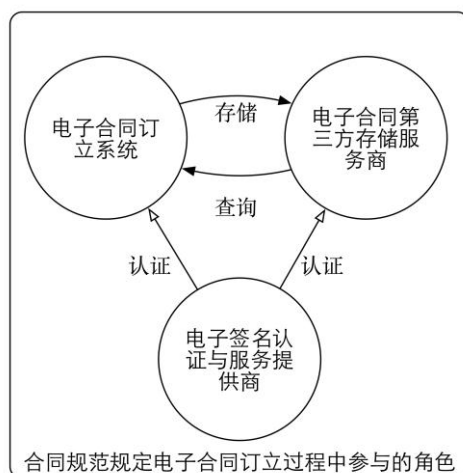 电子合同订
立系统
存储
电子合同第
三方存储服
务商
查询
认证
认证
电子签名认
证与服务提
供商
合同规范规定电子合同订立过程中参与的角色